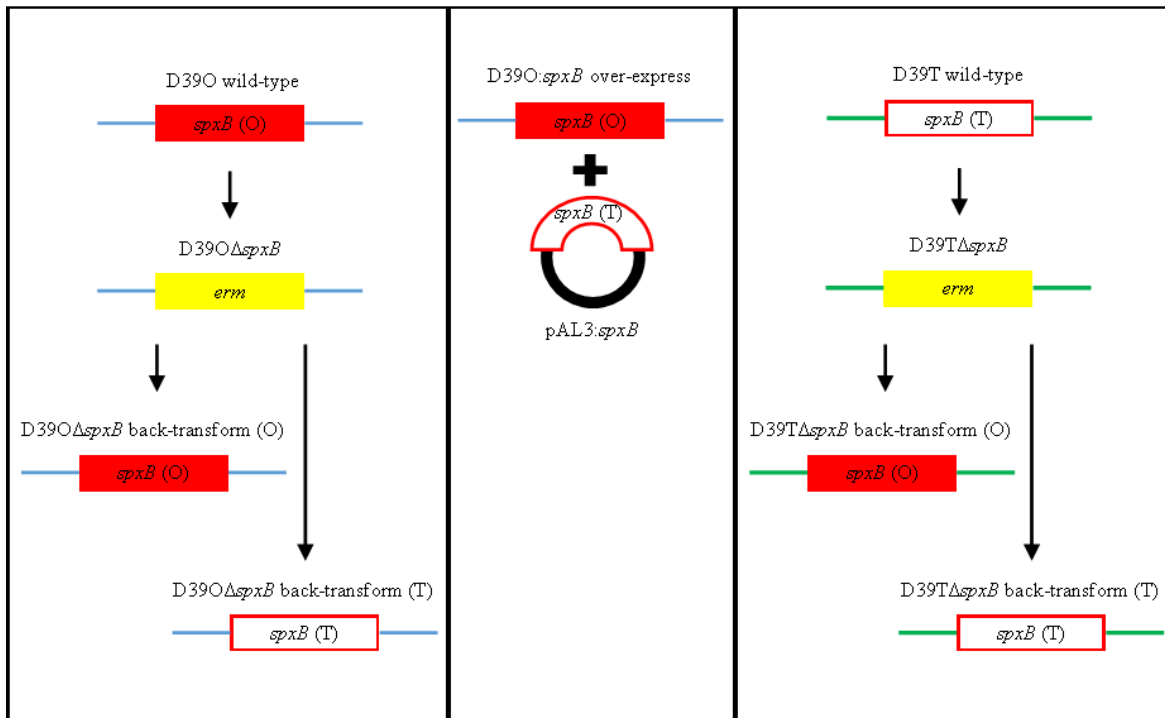 D39O wild-type
spxB (O)
D39OΔspxB
erm
D39OΔspxB back-transform (O)
spxB (O)
D39OΔspxB back-transform (T)
spxB (T)
D39O:spxB over-express
spxB (O)
spxB (T)
pAL3:spxB
D39T wild-type
spxB (T)
D39TΔspxB
erm
D39TΔspxB back-transform (O)
spxB (O)
D39TΔspxB back-transform (T)
spxB (T)